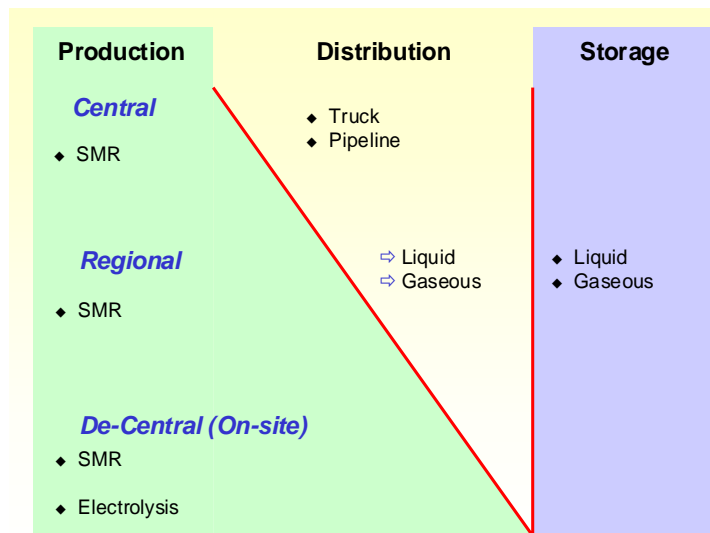 Production
Distribution
Storage
Central
◆ SMR
◆ Truck
◆ Pipeline
Regional
◆ SMR
⇨ Liquid
⇨ Gaseous
◆ Liquid
◆ Gaseous
De-Central (On-site)
◆ SMR
◆ Electrolysis